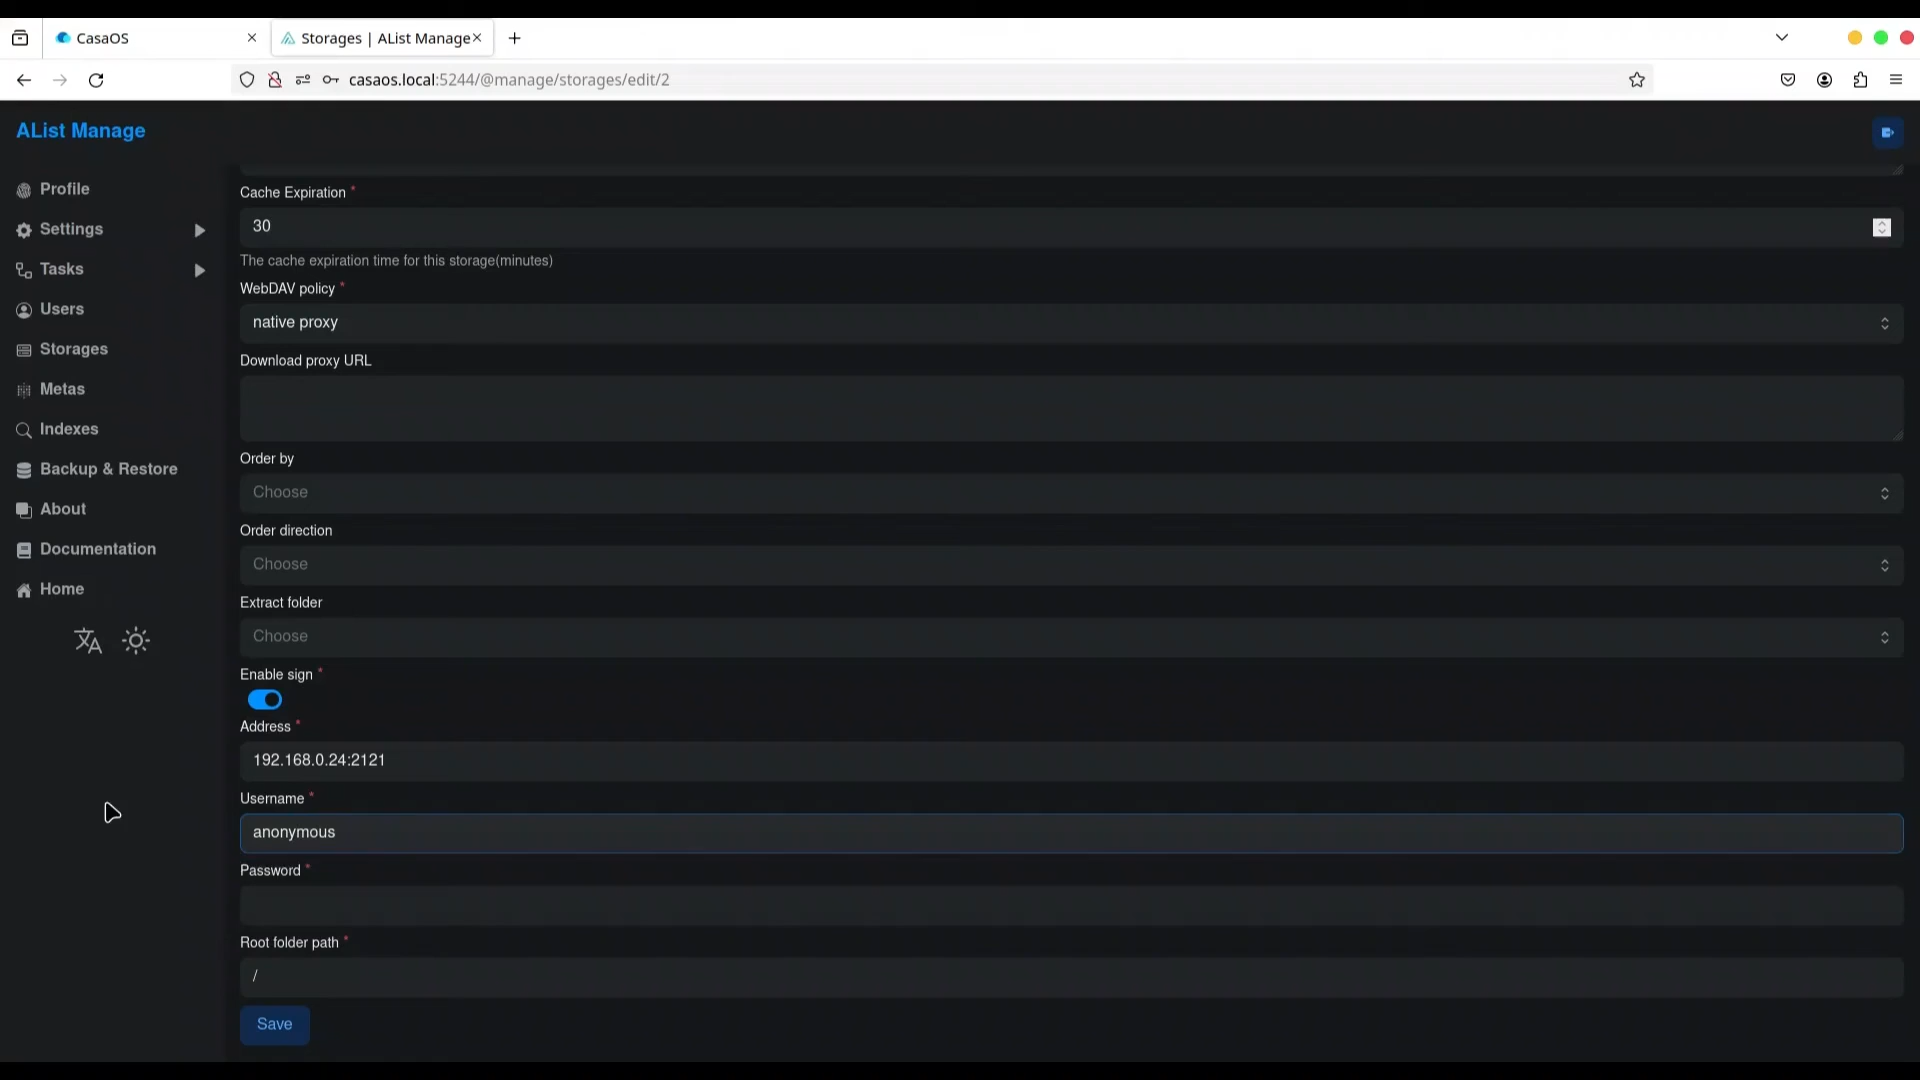 CasaOS
Storages | AList Manage
casaos.local:5244/@manage/storages/edit/2
AList Manage
Profile
Settings
Tasks
Users
Storages
Metas
Indexes
Backup & Restore
About
Documentation
Home
Cache Expiration *
30
The cache expiration time for this storage(minutes)
WebDAV policy *
native proxy
Download proxy URL
Order by
Choose
Order direction
Choose
Extract folder
Choose
Enable sign *
Address *
192.168.0.24:2121
Username *
anonymous
Password *
Root folder path *
/
Save